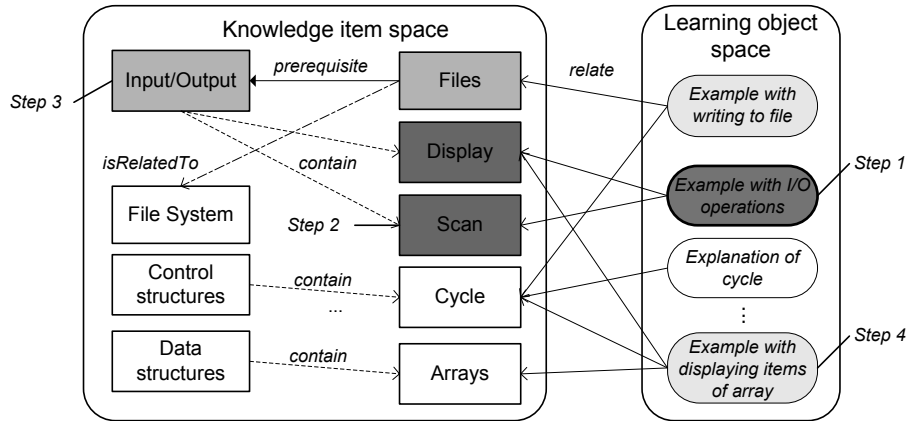 Knowledge item space
Learning object
space
Input/Output
prerequisite
Files
relate
Example with
writing to file
Step 3
Display
contain
isRelatedTo
Step 1
Example with I/O
operations
File System
Step 2
Scan
Explanation of
cycle
Control
structures
contain
...
Cycle
...
Step 4
Data
structures
contain
Arrays
Example with
displaying items
of array